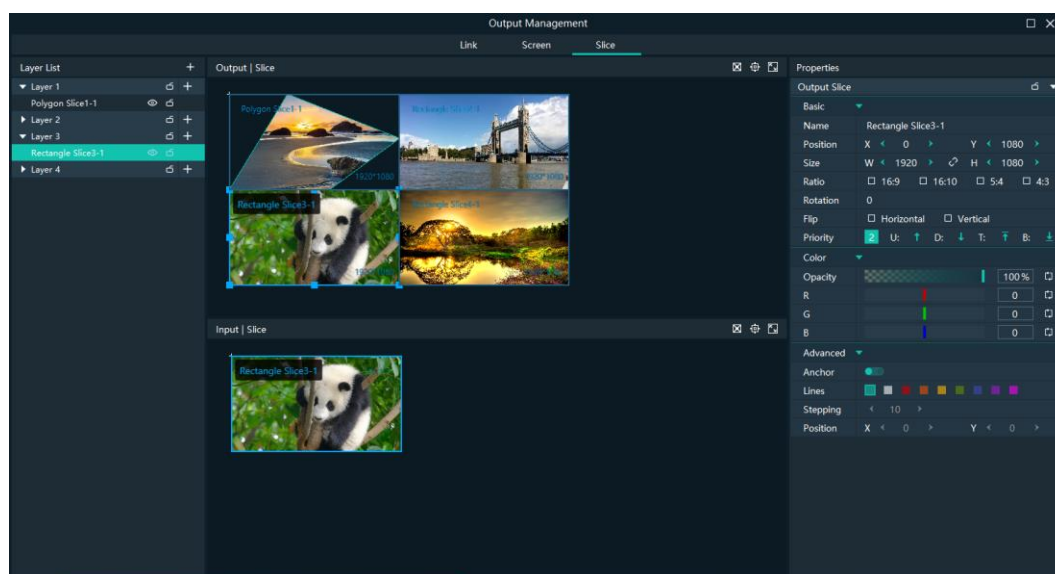 Output Management
Link Screen Slice
Layer List
Layer 1
Polygon Slice1-1
Layer 2
Layer 3
Rectangle Slice3-1
Layer 4
Output | Slice
Polygon Slice1-1
1920*1080
1920*1080
Rectangle Slice3-1
Input | Slice
Rectangle Slice3-1
Properties
Output Slice
Basic
Name Rectangle Slice3-1
Position X 0 Y 1080
Size W 1920 H 1080
Ratio 16:9 16:10 5:4 4:3
Rotation 0
Flip Horizontal Vertical
Priority 2 U: D: T: B:
Color
Opacity 100%
R 0
G 0
B 0
Advanced
Anchor
Lines
Stepping 10
Position X 0 Y 0